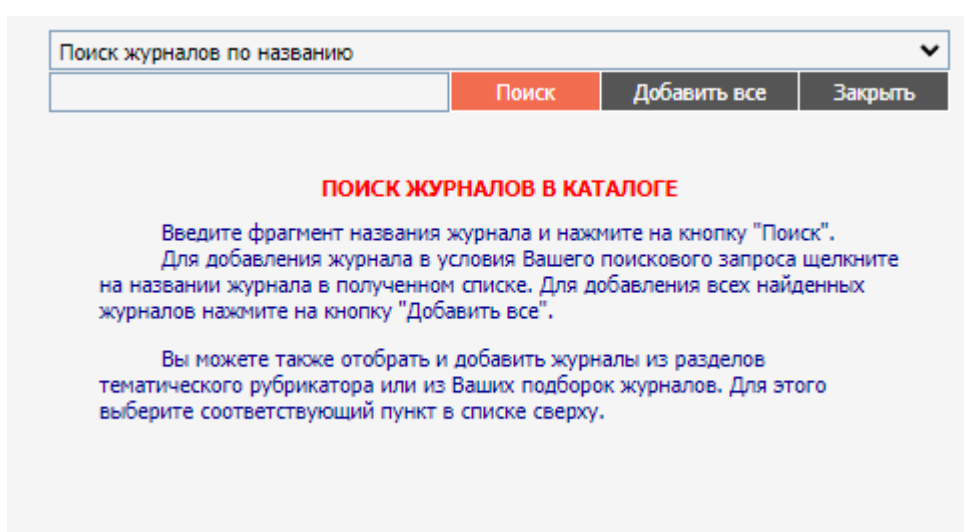 Поиск журналов по названию
Поиск Добавить все Закрыть
ПОИСК ЖУРНАЛОВ В КАТАЛОГЕ
Введите фрагмент названия журнала и нажмите на кнопку "Поиск".
Для добавления журнала в условия Вашего поискового запроса щелкните
на названии журнала в полученном списке. Для добавления всех найденных
журналов нажмите на кнопку "Добавить все".
Вы можете также отобрать и добавить журналы из разделов
тематического рубрикатора или из Ваших подборок журналов. Для этого
выберите соответствующий пункт в списке сверху.